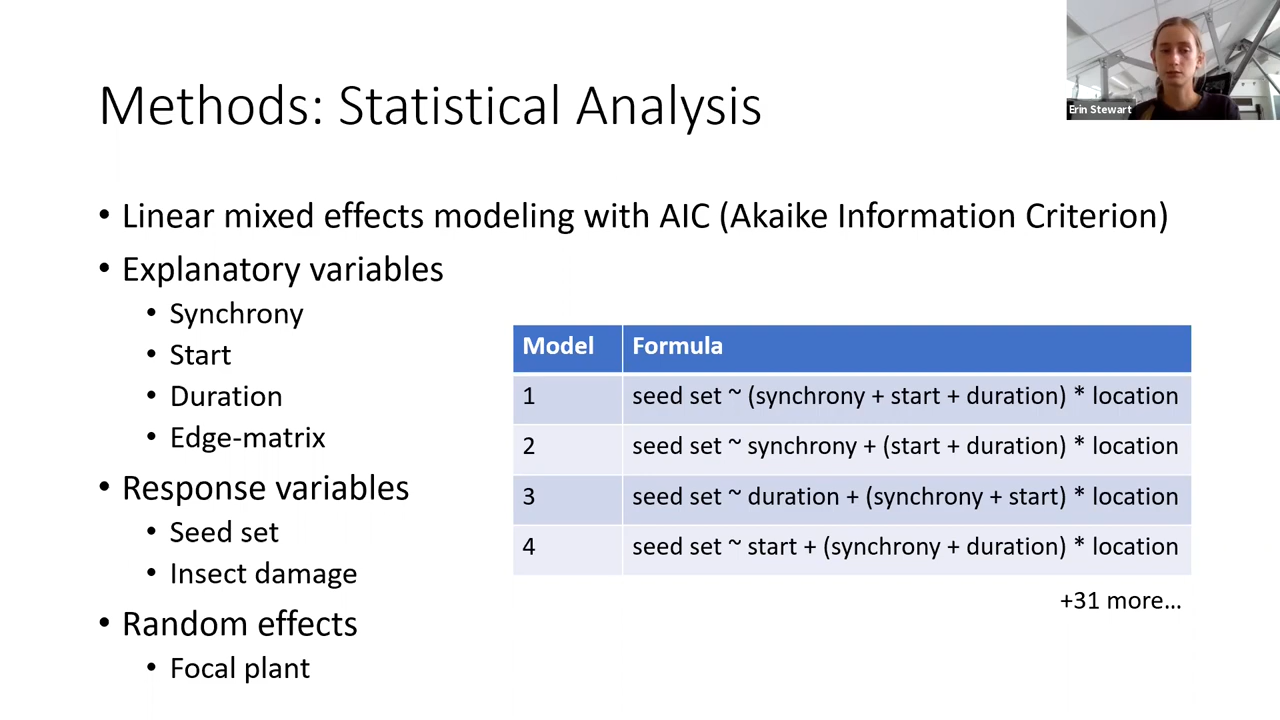 Erin Stewart
Methods: Statistical Analysis
• Linear mixed effects modeling with AIC (Akaike Information Criterion)
• Explanatory variables
• Synchrony
• Start
• Duration
• Edge-matrix
• Response variables
• Seed set
• Insect damage
• Random effects
• Focal plant
Model Formula
1 seed set ~ (synchrony + start + duration) * location
2 seed set ~ synchrony + (start + duration) * location
3 seed set ~ duration + (synchrony + start) * location
4 seed set ~ start + (synchrony + duration) * location
+31 more…